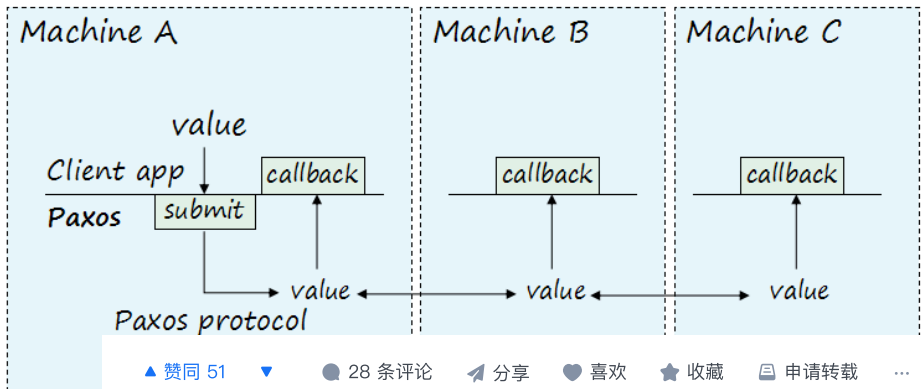 Machine A
Machine B
Machine C
value
Client app
callback
callback
callback
Paxos
submit
value
value
value
Paxos protocol
赞同 51
28 条评论
分享
喜欢
收藏
申请转载
...